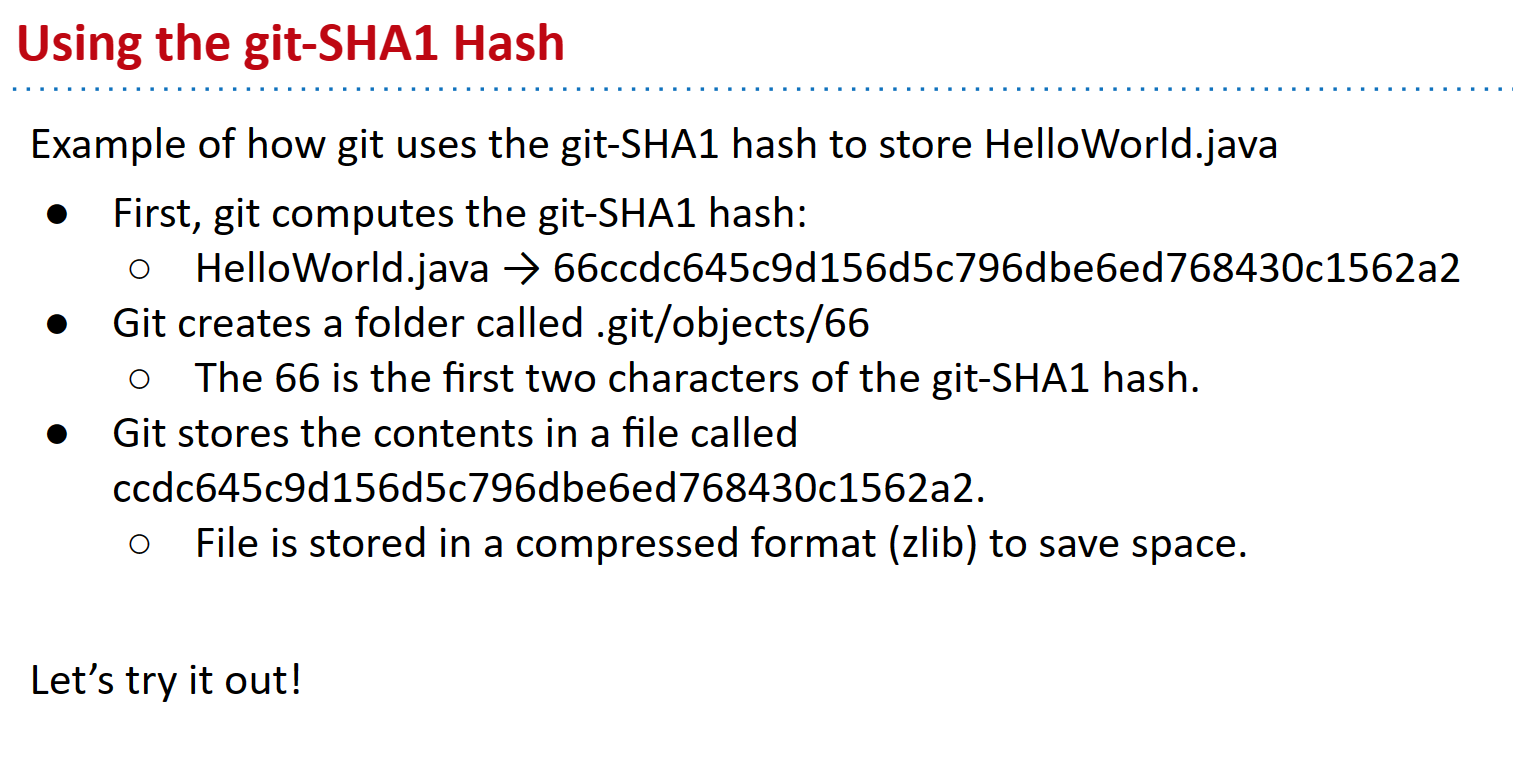 Using the git-SHA1 Hash
Example of how git uses the git-SHA1 hash to store HelloWorld.java
● First, git computes the git-SHA1 hash:
○ HelloWorld.java → 66ccdc645c9d156d5c796dbe6ed768430c1562a2
● Git creates a folder called .git/objects/66
○ The 66 is the first two characters of the git-SHA1 hash.
● Git stores the contents in a file called
ccdc645c9d156d5c796dbe6ed768430c1562a2.
○ File is stored in a compressed format (zlib) to save space.
Let’s try it out!